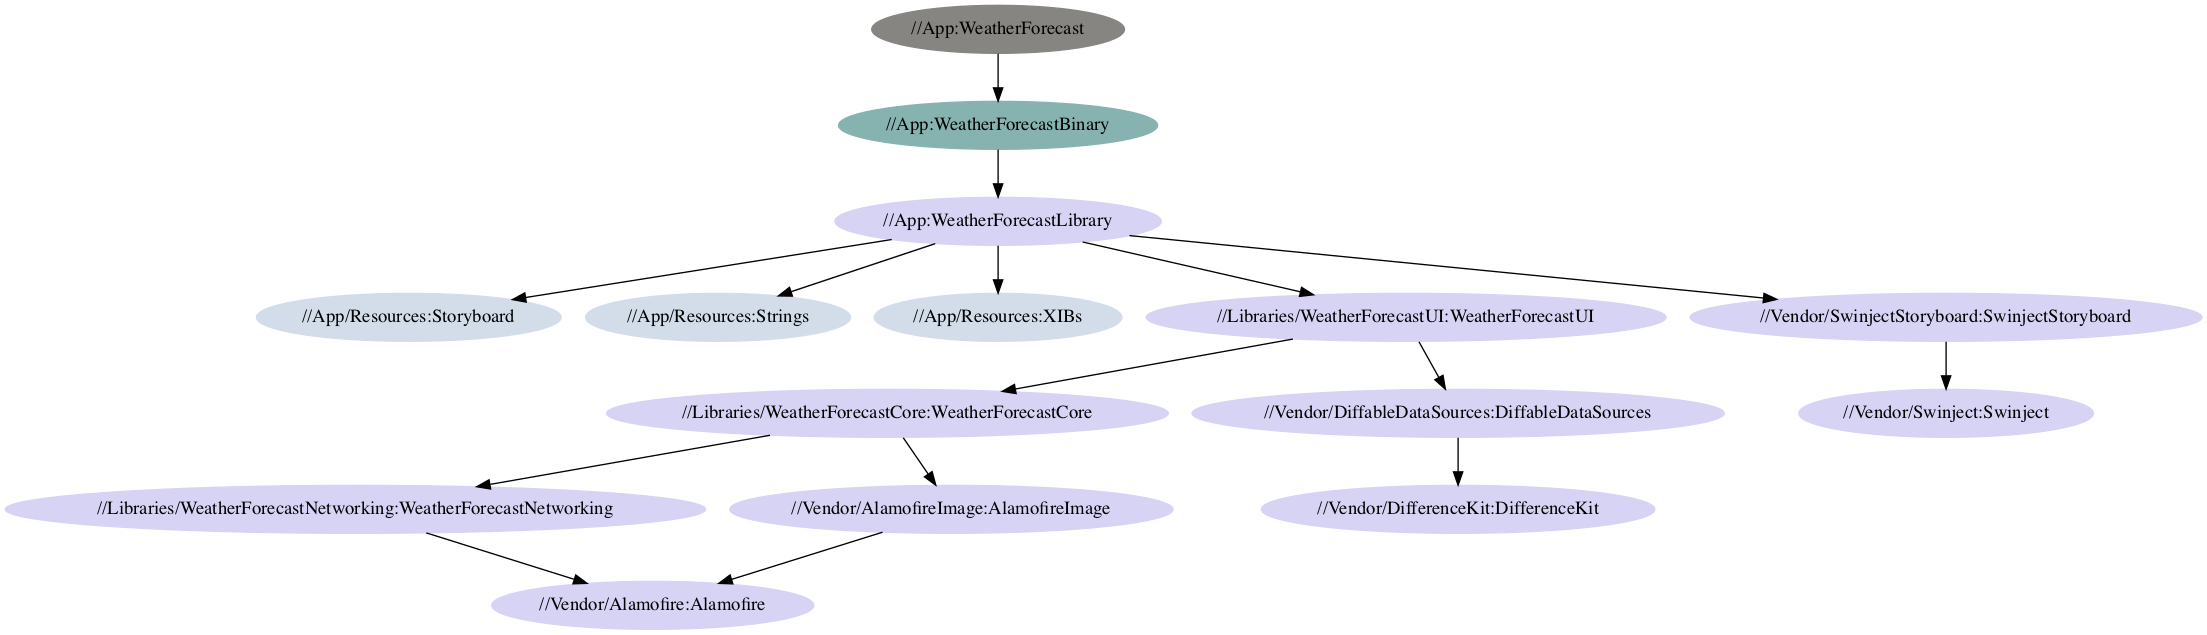 //App:WeatherForecast
//App:WeatherForecastBinary
//App:WeatherForecastLibrary
//App/Resources:Storyboard
//App/Resources:Strings
//App/Resources:XIBs
//Libraries/WeatherForecastUI:WeatherForecastUI
//Vendor/SwinjectStoryboard:SwinjectStoryboard
//Libraries/WeatherForecastCore:WeatherForecastCore
//Vendor/DiffableDataSources:DiffableDataSources
//Vendor/Swinject:Swinject
//Libraries/WeatherForecastNetworking:WeatherForecastNetworking
//Vendor/AlamofireImage:AlamofireImage
//Vendor/DifferenceKit:DifferenceKit
//Vendor/Alamofire:Alamofire